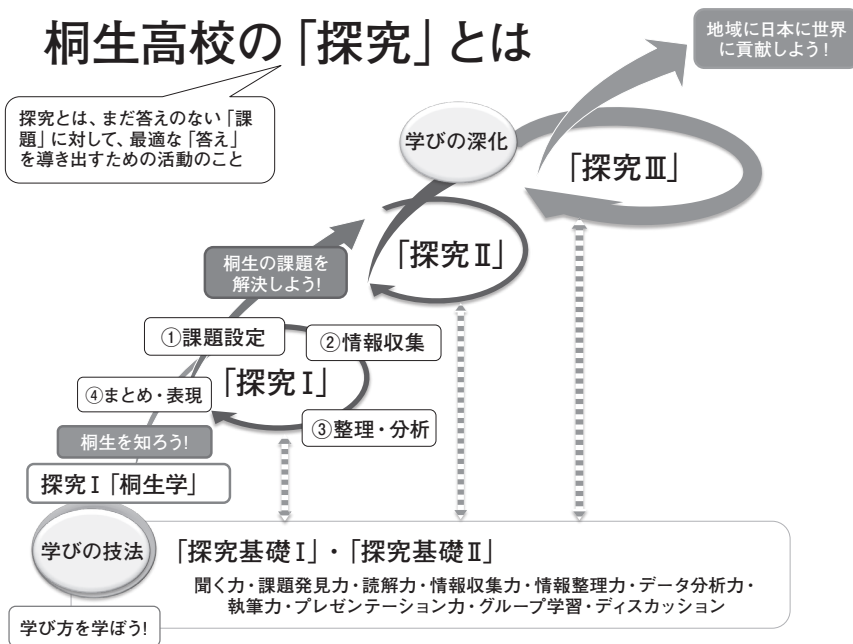 桐生高校の「探究」とは
地域に日本に世界
に貢献しよう!
探究とは、まだ答えのない「課
題」に対して、最適な「答え」
を導き出すための活動のこと
学びの深化
「探究Ⅲ」
「探究Ⅱ」
桐生の課題を
解決しよう!
①課題設定
②情報収集
「探究Ⅰ」
④まとめ・表現
③整理・分析
桐生を知ろう!
探究Ⅰ「桐生学」
学びの技法
「探究基礎Ⅰ」・「探究基礎Ⅱ」
聞く力・課題発見力・読解力・情報収集力・情報整理力・データ分析力・
執筆力・プレゼンテーション力・グループ学習・ディスカッション
学び方を学ぼう!